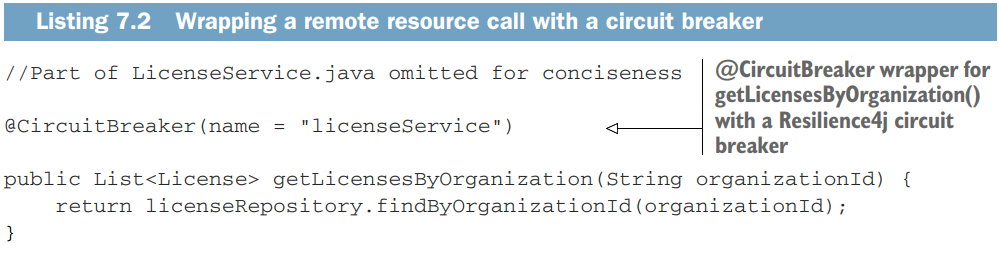 Listing 7.2 Wrapping a remote resource call with a circuit breaker
//Part of LicenseService.java omitted for conciseness
@CircuitBreaker(name = "licenseService")
@CircuitBreaker wrapper for
getLicensesByOrganization()
with a Resilience4j circuit
breaker
public List<License> getLicensesByOrganization(String organizationId) {
    return licenseRepository.findByOrganizationId(organizationId);
}